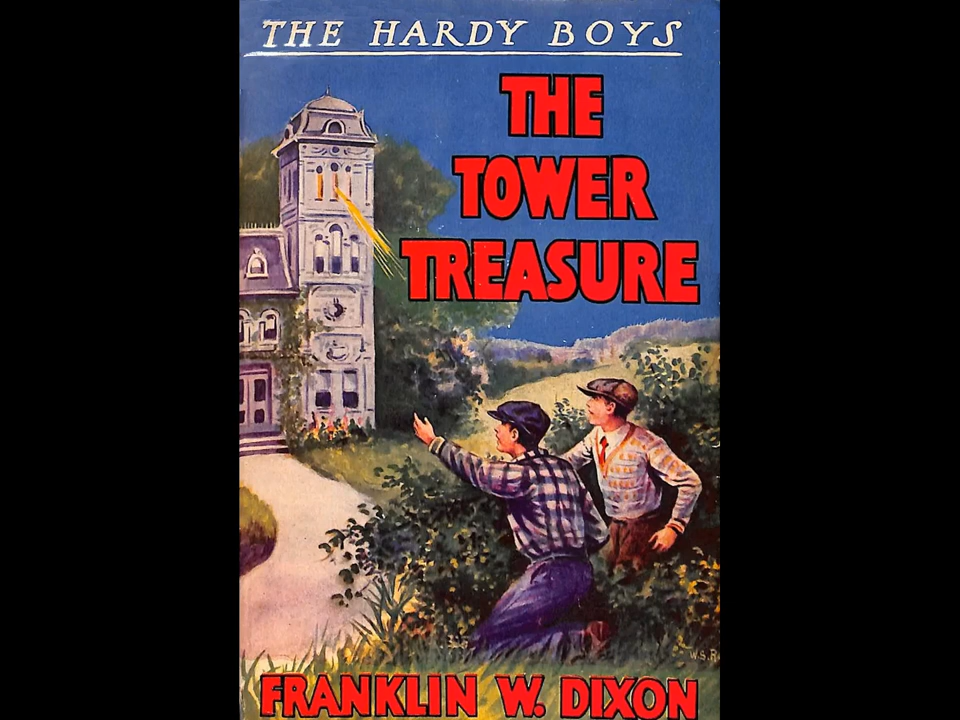 THE HARDY BOYS
THE
TOWER
TREASURE
W.S.R
FRANKLIN W. DIXON